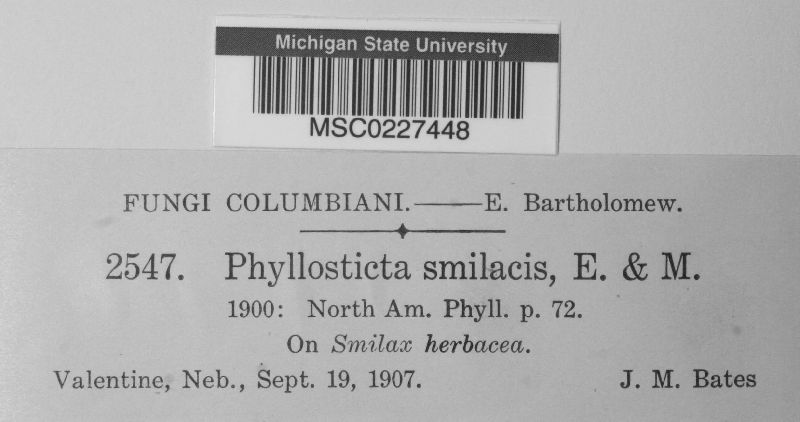 Michigan State University
MSC0227448
FUNGI COLUMBIANI.——E. Bartholomew.
2547. Phyllosticta smilacis, E. & M.
1900: North Am. Phyll. p. 72.
On Smilax herbacea.
Valentine, Neb., Sept. 19, 1907. J. M. Bates